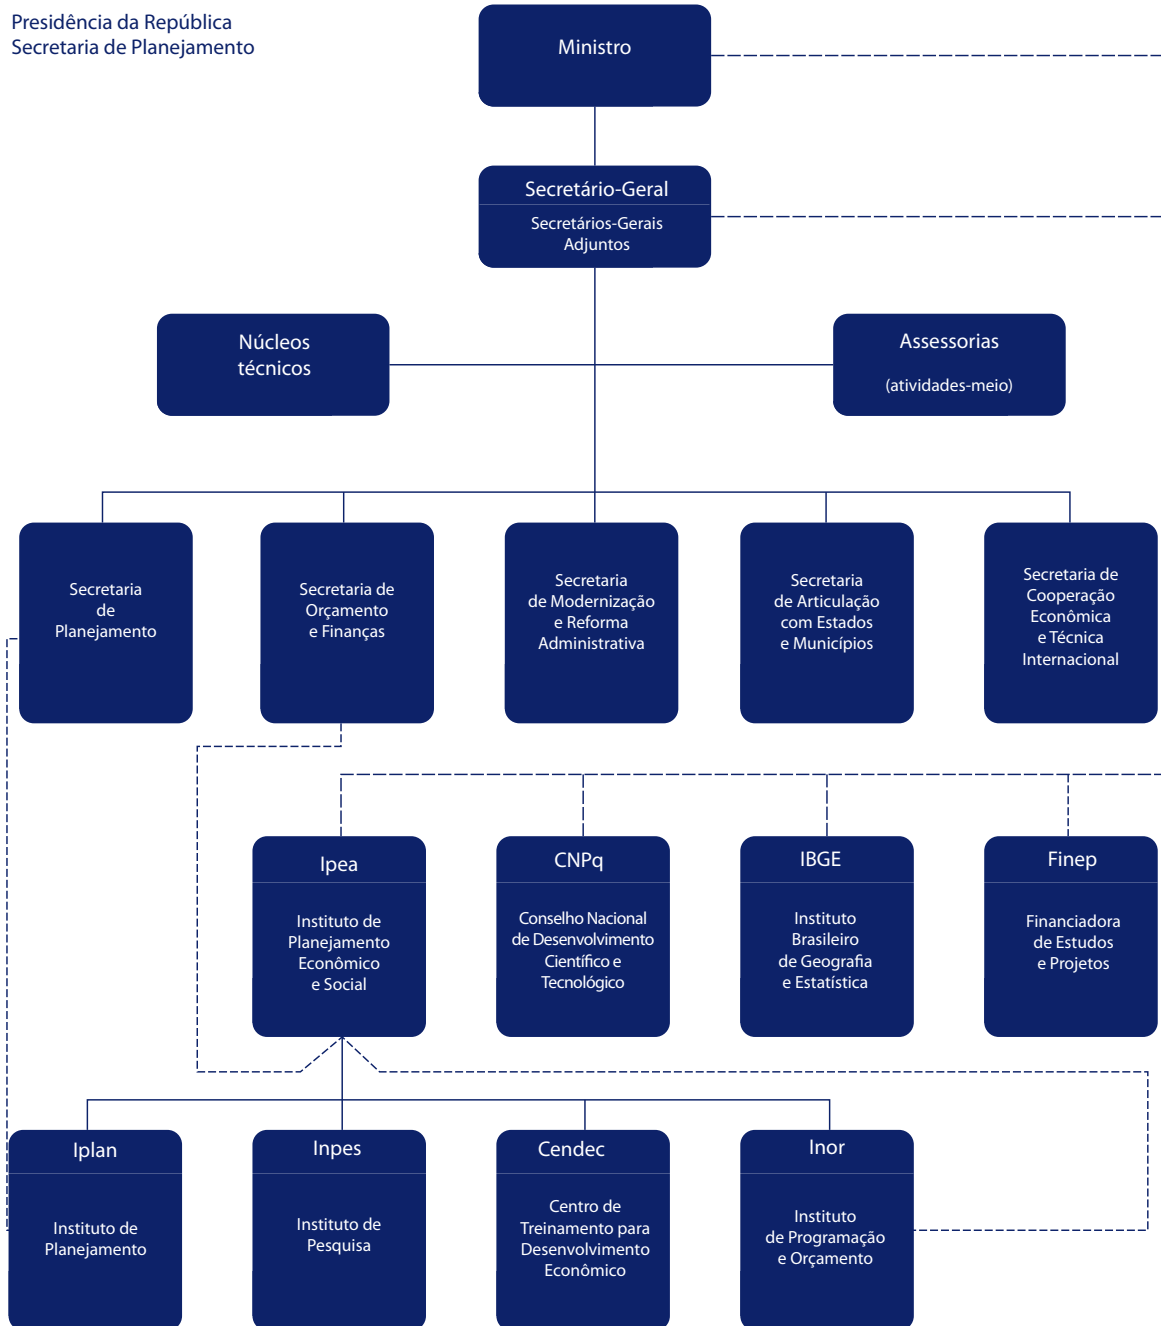 Presidência da República
Secretaria de Planejamento
Ministro
Secretário-Geral
Secretários-Gerais
Adjuntos
Núcleos
técnicos
Assessorias
(atividades-meio)
Secretaria
de
Planejamento
Secretaria de
Orçamento
e Finanças
Secretaria
de Modernização
e Reforma
Administrativa
Secretaria
de Articulação
com Estados
e Municípios
Secretaria de
Cooperação
Econômica
e Técnica
Internacional
Ipea
Instituto de
Planejamento
Econômico
e Social
CNPq
Conselho Nacional
de Desenvolvimento
Científico e
Tecnológico
IBGE
Instituto
Brasileiro
de Geografia
e Estatística
Finep
Financiadora
de Estudos
e Projetos
Iplan
Instituto de
Planejamento
Inpes
Instituto de
Pesquisa
Cendec
Centro de
Treinamento para
Desenvolvimento
Econômico
Inor
Instituto
de Programação
e Orçamento